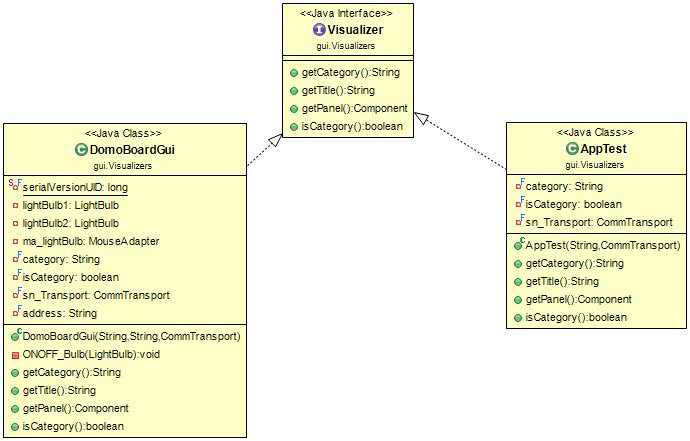 <<Java Interface>>
I Visualizer
gui.Visualizers
getCategory():String
getTitle():String
getPanel():Component
isCategory():boolean
<<Java Class>>
C DomoBoardGui
gui.Visualizers
S F serialVersionUID: long
lightBulb1: LightBulb
lightBulb2: LightBulb
ma_lightBulb: MouseAdapter
F category: String
F isCategory: boolean
F sn_Transport: CommTransport
F address: String
C DomoBoardGui(String,String,CommTransport)
ONOFF_Bulb(LightBulb):void
getCategory():String
getTitle():String
getPanel():Component
isCategory():boolean
<<Java Class>>
C AppTest
gui.Visualizers
F category: String
F isCategory: boolean
F sn_Transport: CommTransport
C AppTest(String,CommTransport)
getCategory():String
getTitle():String
getPanel():Component
isCategory():boolean